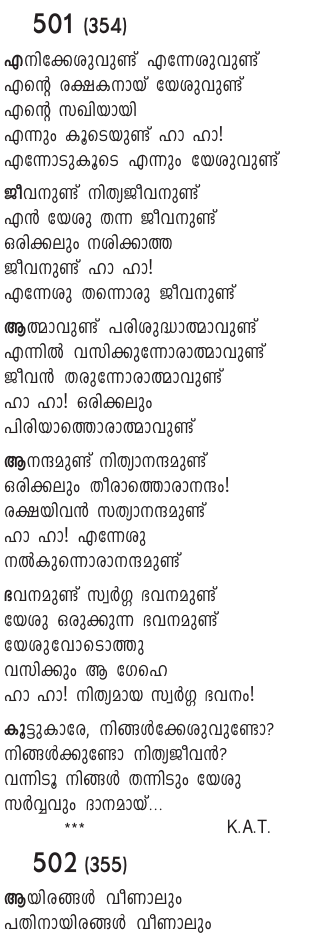 501 (354)
എനിക്കേശുവുണ്ട് എന്നേശുവുണ്ട്
എന്റെ രക്ഷകനായ് യേശുവുണ്ട്
എന്റെ സഖിയായി
എന്നും കൂടെയുണ്ട് ഹാ ഹാ!
എന്നോടുകൂടെ എന്നും യേശുവുണ്ട്
ജീവനുണ്ട് നിത്യജീവനുണ്ട്
എൻ യേശു തന്ന ജീവനുണ്ട്
ഒരിക്കലും നശിക്കാത്ത
ജീവനുണ്ട് ഹാ ഹാ!
എന്നേശു തന്നൊരു ജീവനുണ്ട്
ആത്മാവുണ്ട് പരിശുദ്ധാത്മാവുണ്ട്
എന്നിൽ വസിക്കുന്നോരാത്മാവുണ്ട്
ജീവൻ തരുന്നോരാത്മാവുണ്ട്
ഹാ ഹാ! ഒരിക്കലും
പിരിയാത്തൊരാത്മാവുണ്ട്
ആനന്ദമുണ്ട് നിത്യാനന്ദമുണ്ട്
ഒരിക്കലും തീരാത്തൊരാനന്ദം!
രക്ഷയിവൻ സത്യാനന്ദമുണ്ട്
ഹാ ഹാ! എന്നേശു
നൽകുന്നൊരാനന്ദമുണ്ട്
ഭവനമുണ്ട് സ്വർഗ്ഗ ഭവനമുണ്ട്
യേശു ഒരുക്കുന്ന ഭവനമുണ്ട്
യേശുവോടൊത്തു
വസിക്കും ആ ഗേഹെ
ഹാ ഹാ! നിത്യമായ സ്വർഗ്ഗ ഭവനം!
കൂട്ടുകാരേ, നിങ്ങൾക്കേശുവുണ്ടോ?
നിങ്ങൾക്കുണ്ടോ നിത്യജീവൻ?
വന്നിടൂ നിങ്ങൾ തന്നിടും യേശു
സർവ്വവും ദാനമായ്...
*** K.A.T.
502 (355)
ആയിരങ്ങൾ വീണാലും
പതിനായിരങ്ങൾ വീണാലും